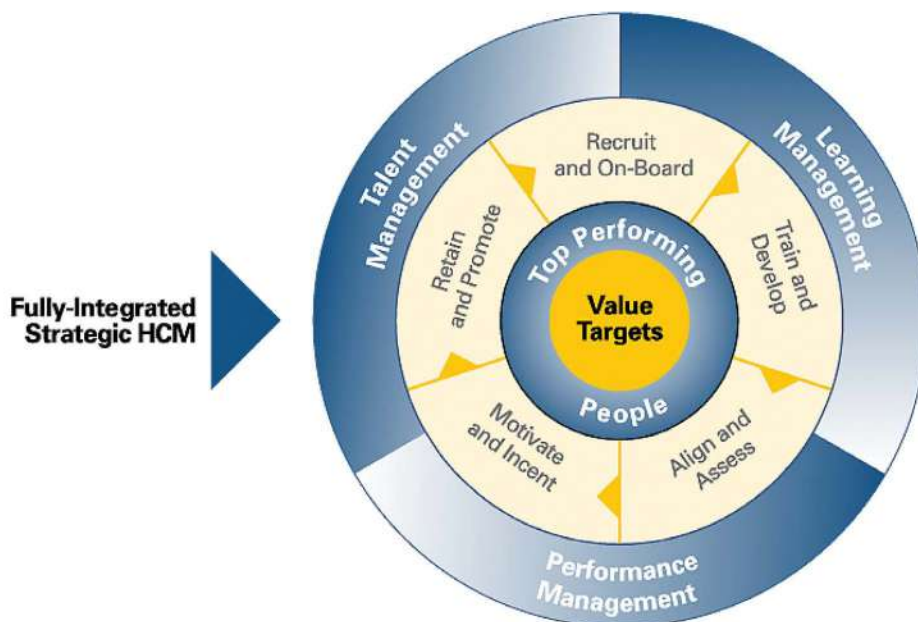 Fully-Integrated
Strategic HCM
Talent
Management
Learning
Management
Performance
Management
Recruit
and On-Board
Train and
Develop
Align and
Assess
Motivate
and Incent
Retain
and Promote
Top Performing
People
Value
Targets